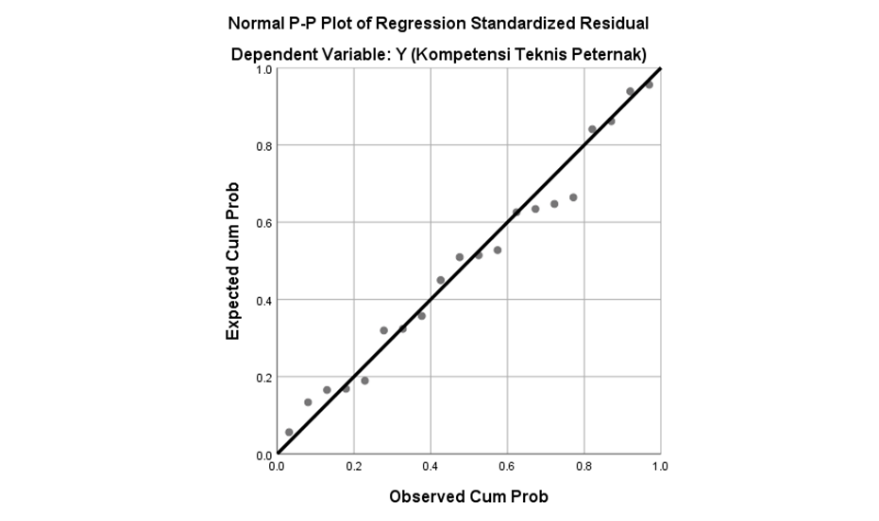 Normal P-P Plot of Regression Standardized Residual
Dependent Variable: Y (Kompetensi Teknis Peternak)
1.0
0.8
0.6
0.4
0.2
0.0
Expected Cum Prob
0.0 0.2 0.4 0.6 0.8 1.0
Observed Cum Prob